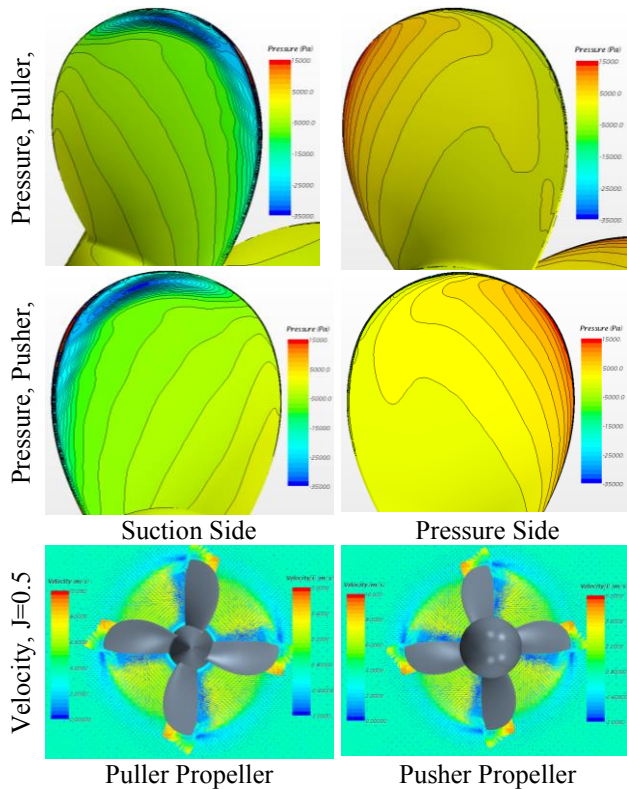 Pressure, Puller,
Pressure (Pa)
15000
5000.0
-5000.0
-15000
-25000
-35000
Pressure (Pa)
15000
5000.0
-5000.0
-15000
-25000
-35000
Pressure, Pusher,
Pressure (Pa)
15000
5000.0
-5000.0
-15000
-25000
-35000
Pressure (Pa)
15000
5000.0
-5000.0
-15000
-25000
-35000
Suction Side
Pressure Side
Velocity, J=0.5
Puller Propeller
Pusher Propeller